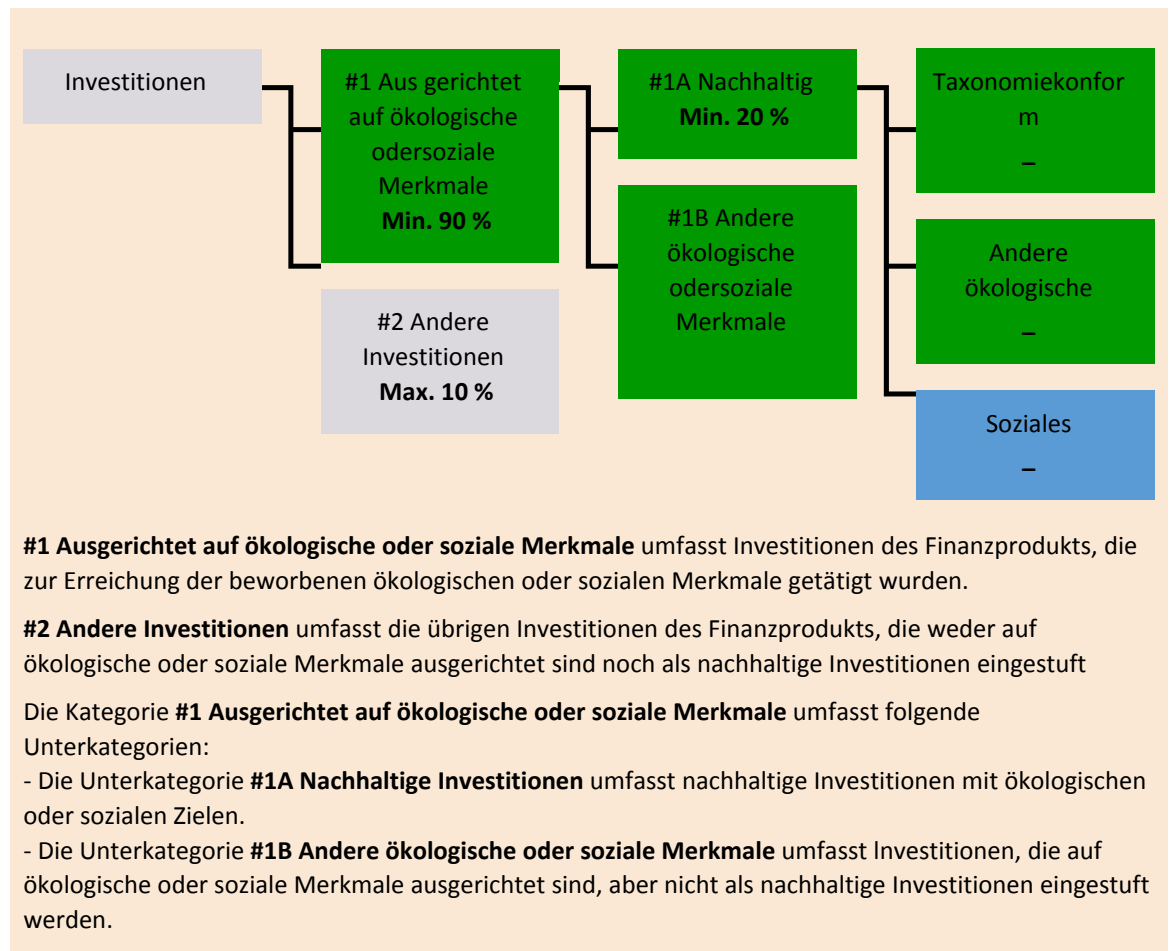 Investitionen
#1 Aus gerichtet
auf ökologische
odersoziale
Merkmale
Min. 90 %
#2 Andere
Investitionen
Max. 10 %
#1A Nachhaltig
Min. 20 %
#1B Andere
ökologische
odersoziale
Merkmale
Taxonomiekonfor
m
–
Andere
ökologische
–
Soziales
–
#1 Ausgerichtet auf ökologische oder soziale Merkmale umfasst Investitionen des Finanzprodukts, die
zur Erreichung der beworbenen ökologischen oder sozialen Merkmale getätigt wurden.
#2 Andere Investitionen umfasst die übrigen Investitionen des Finanzprodukts, die weder auf
ökologische oder soziale Merkmale ausgerichtet sind noch als nachhaltige Investitionen eingestuft
Die Kategorie #1 Ausgerichtet auf ökologische oder soziale Merkmale umfasst folgende
Unterkategorien:
- Die Unterkategorie #1A Nachhaltige Investitionen umfasst nachhaltige Investitionen mit ökologischen
oder sozialen Zielen.
- Die Unterkategorie #1B Andere ökologische oder soziale Merkmale umfasst lnvestitionen, die auf
ökologische oder soziale Merkmale ausgerichtet sind, aber nicht als nachhaltige Investitionen eingestuft
werden.